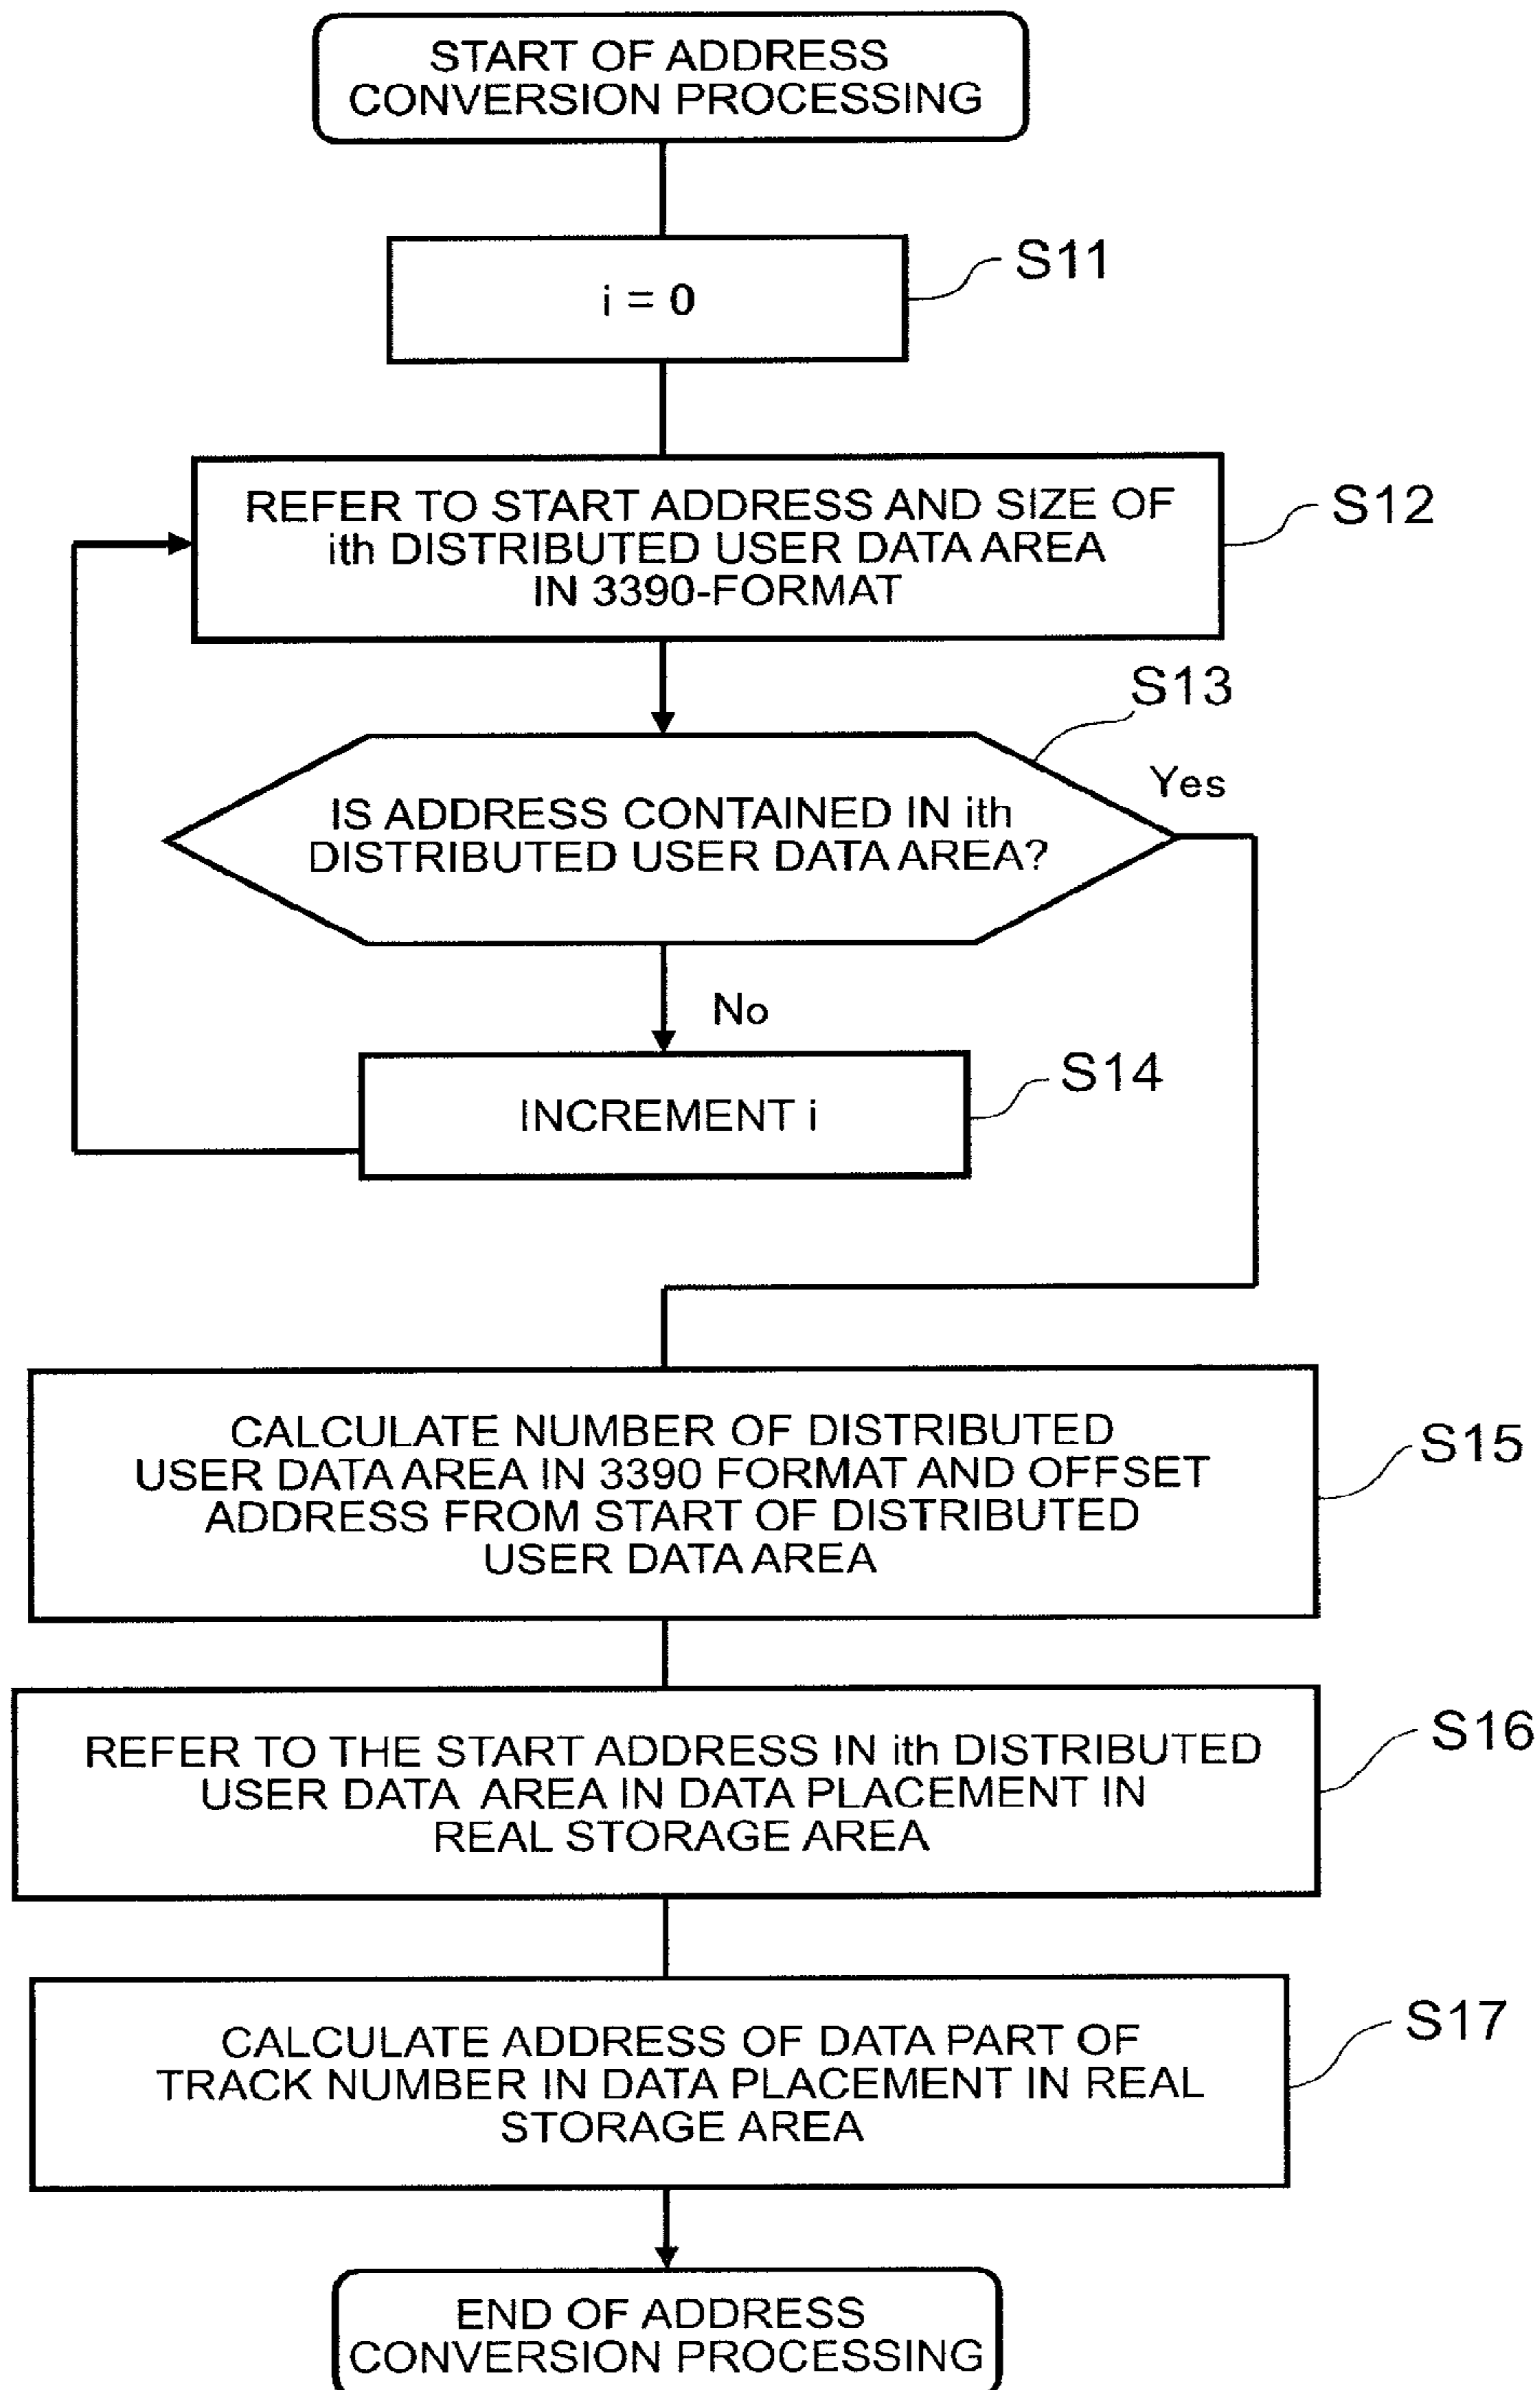 START OF ADDRESS
CONVERSION PROCESSING
S11
i = 0
S12
REFER TO START ADDRESS AND SIZE OF
ith DISTRIBUTED USER DATA AREA
IN 3390-FORMAT
S13
Yes
IS ADDRESS CONTAINED IN ith
DISTRIBUTED USER DATA AREA?
No
S14
INCREMENT i
S15
CALCULATE NUMBER OF DISTRIBUTED
USER DATA AREA IN 3390 FORMAT AND OFFSET
ADDRESS FROM START OF DISTRIBUTED
USER DATA AREA
S16
REFER TO THE START ADDRESS IN ith DISTRIBUTED
USER DATA AREA IN DATA PLACEMENT IN
REAL STORAGE AREA
S17
CALCULATE ADDRESS OF DATA PART OF
TRACK NUMBER IN DATA PLACEMENT IN REAL
STORAGE AREA
END OF ADDRESS
CONVERSION PROCESSING